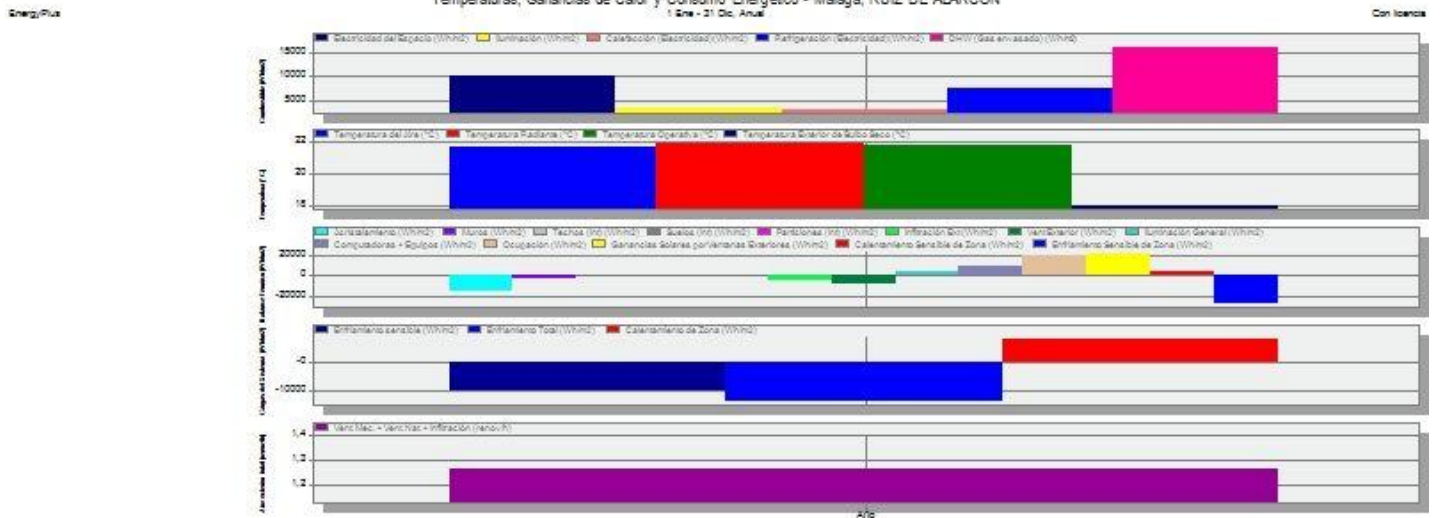 Temperaturas, Ganancias de Calor y Consumo Energético - Málaga, RUIZ DE ALARCÓN
EnergyPlus
1 Ene - 31 Dic, Anual
Con licencia
Electricidad del Espacio (Wh/m2) Iluminación (Wh/m2) Calefacción (Electricidad) (Wh/m2) Refrigeración (Electricidad) (Wh/m2) DHW (Gas envasado) (Wh/m2)
15000
10000
5000
Temperatura del Aire (°C) Temperatura Radiante (°C) Temperatura Operativa (°C) Temperatura Exterior de Bulbo Seco (°C)
22
20
18
Acristalamiento (Wh/m2) Muros (Wh/m2) Techos (Int) (Wh/m2) Suelos (Int) (Wh/m2) Particiones (Int) (Wh/m2) Infiltración Ext (Wh/m2) Vent Exterior (Wh/m2) Iluminación General (Wh/m2)
Computadoras + Equipos (Wh/m2) Ocupación (Wh/m2) Ganancias Solares por Ventanas Exteriores (Wh/m2) Calentamiento Sensible de Zona (Wh/m2) Enfriamiento Sensible de Zona (Wh/m2)
20000
0
-20000
Enfriamiento sensible (Wh/m2) Enfriamiento Total (Wh/m2) Calentamiento de Zona (Wh/m2)
-0
-10000
Vent Mec. + Vent Nat + Infiltración (renov/h)
1,4
1,3
1,2
Año